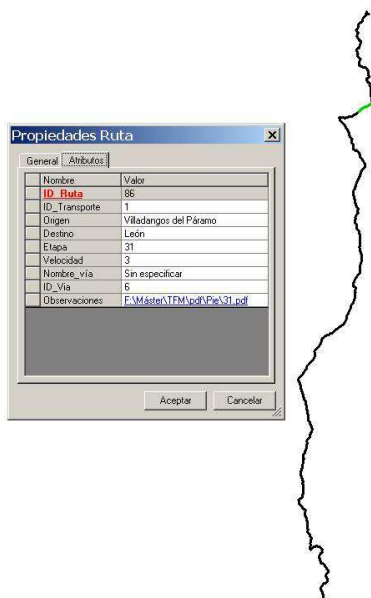 Propiedades Ruta
General Atributos
Nombre Valor
ID_Ruta 86
ID_Transporte 1
Origen Villadangos del Páramo
Destino León
Etapa 31
Velocidad 3
Nombre_vía Sin especificar
ID_Via 6
Observaciones F:\Máster\TFM\pdf\Pie\31.pdf
Aceptar Cancelar